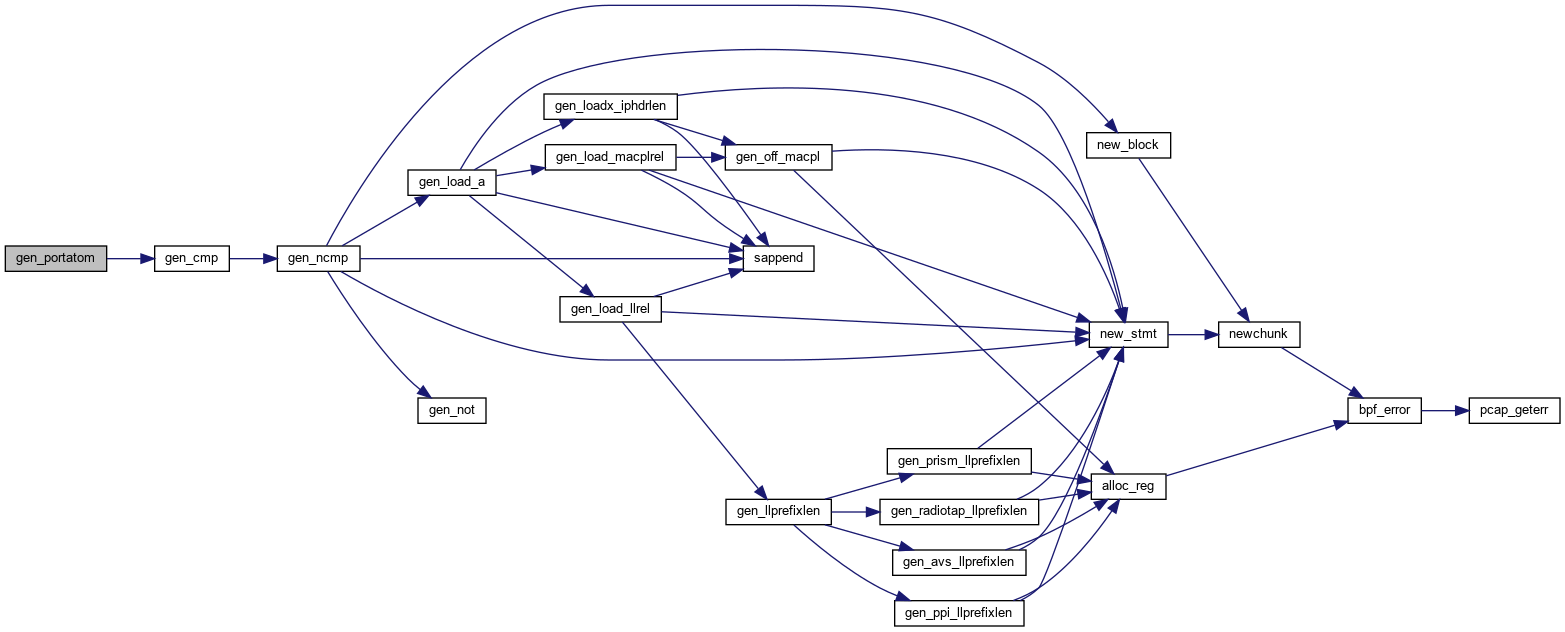 gen_portatom
gen_cmp
gen_ncmp
gen_load_a
gen_loadx_iphdrlen
gen_load_macplrel
gen_off_macpl
sappend
gen_load_llrel
gen_not
gen_llprefixlen
gen_prism_llprefixlen
gen_radiotap_llprefixlen
gen_avs_llprefixlen
gen_ppi_llprefixlen
new_block
new_stmt
alloc_reg
newchunk
bpf_error
pcap_geterr